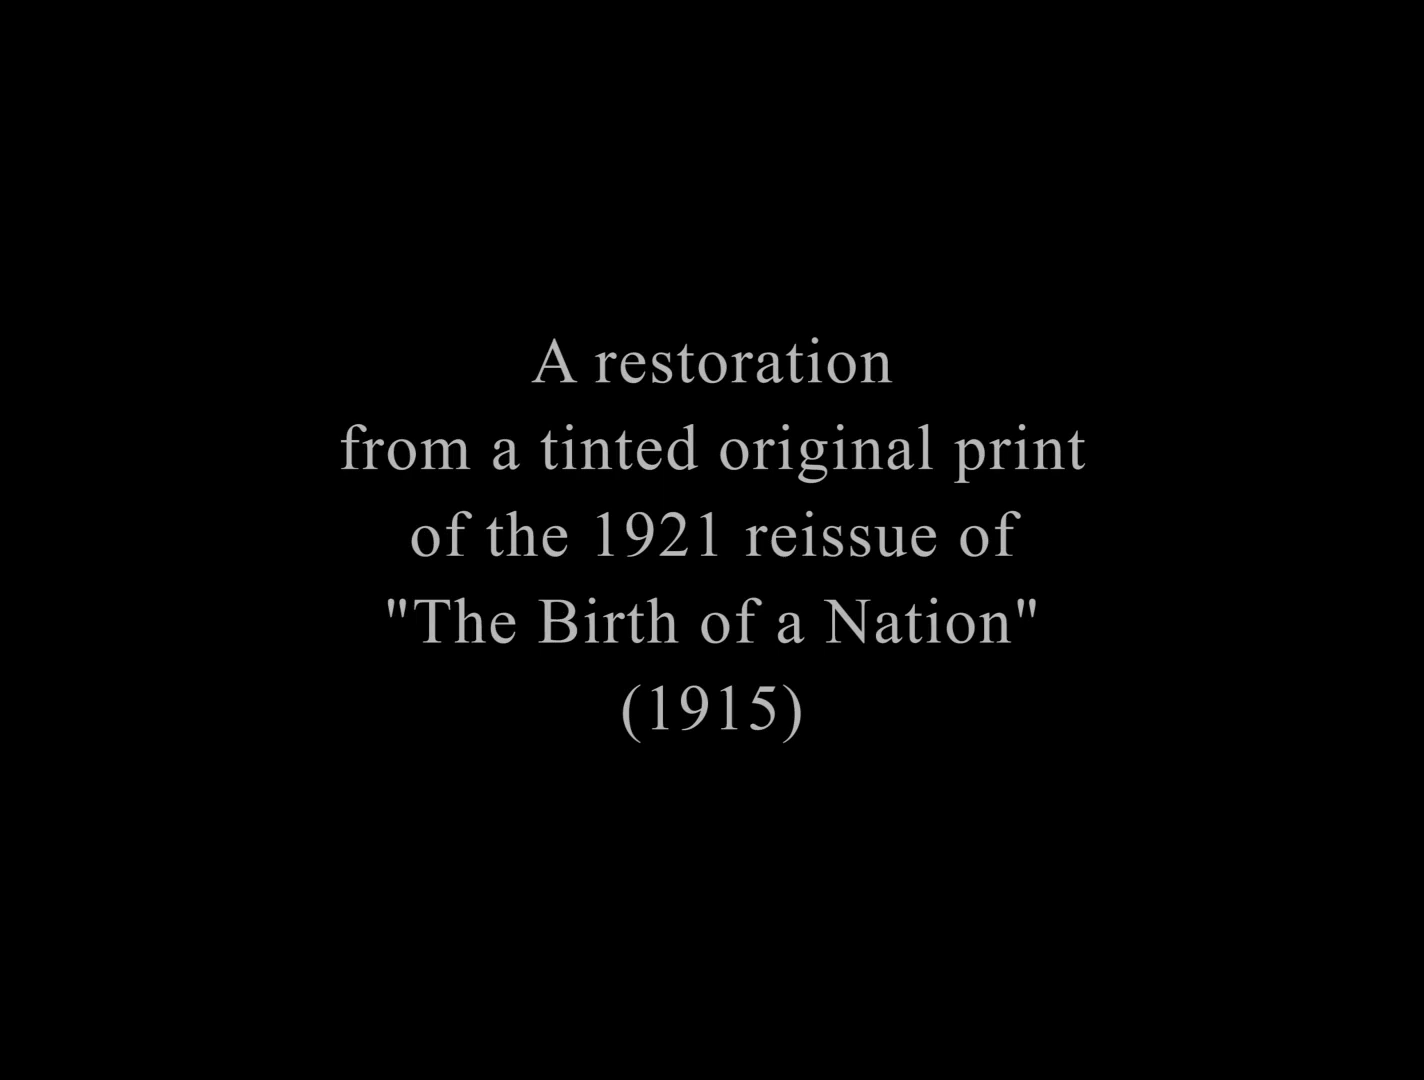 A restoration
from a tinted original print
of the 1921 reissue of
"The Birth of a Nation"
(1915)